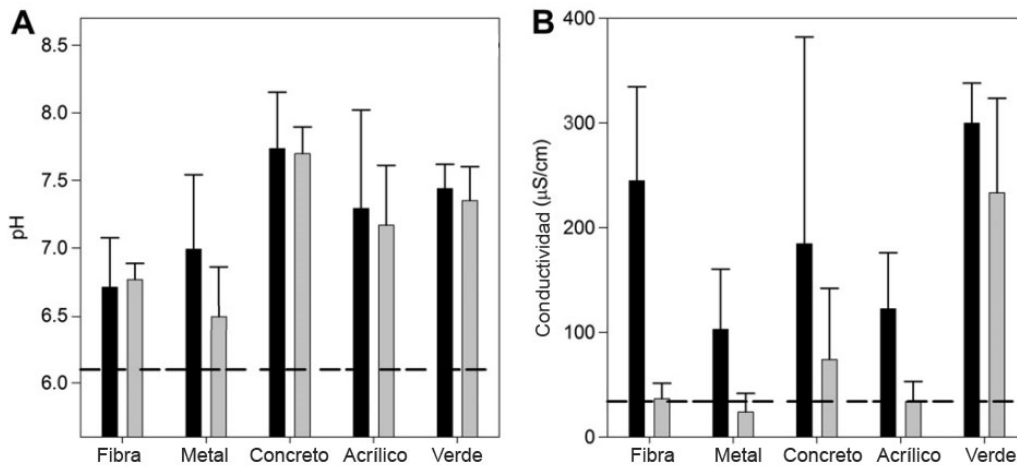 A
pH
8.5
8.0
7.5
7.0
6.5
6.0
Fibra Metal Concreto Acrílico Verde
B
Conductividad (µS/cm)
400
300
200
100
0
Fibra Metal Concreto Acrílico Verde